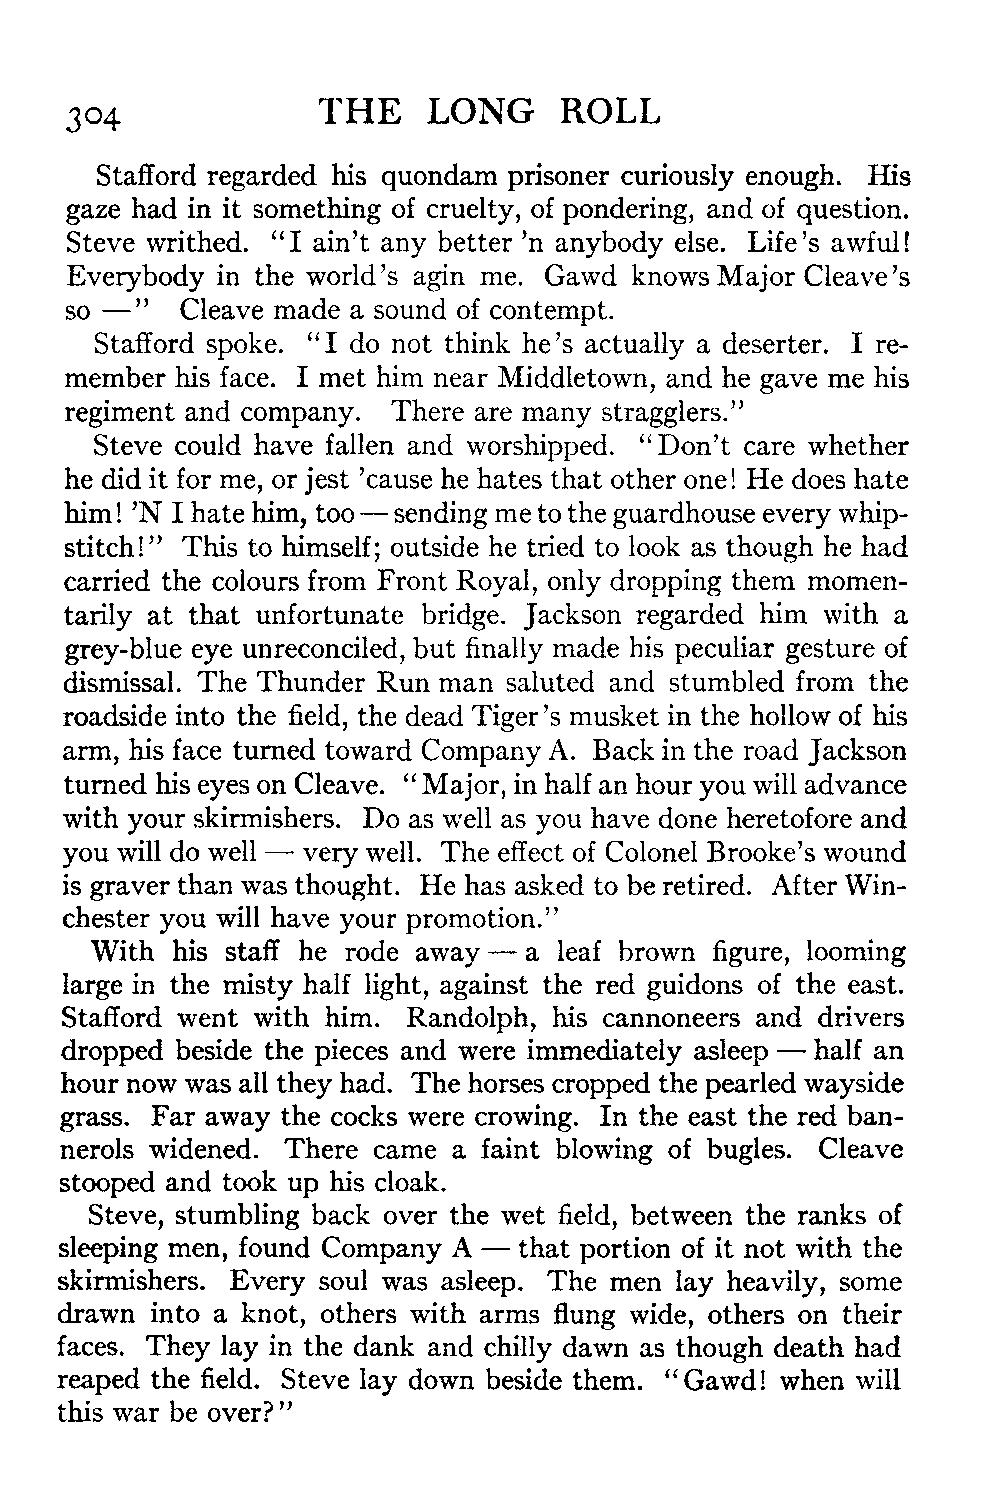 304 THE LONG ROLL
Stafford regarded his quondam prisoner curiously enough. His
gaze had in it something of cruelty, of pondering, and of question.
Steve writhed. "I ain't any better 'n anybody else. Life's awful!
Everybody in the world's agin me. Gawd knows Major Cleave's
so —" Cleave made a sound of contempt.
Stafford spoke. "I do not think he's actually a deserter. I re-
member his face. I met him near Middletown, and he gave me his
regiment and company. There are many stragglers."
Steve could have fallen and worshipped. "Don't care whether
he did it for me, or jest 'cause he hates that other one! He does hate
him! 'N I hate him, too — sending me to the guardhouse every whip-
stitch!" This to himself; outside he tried to look as though he had
carried the colours from Front Royal, only dropping them momen-
tarily at that unfortunate bridge. Jackson regarded him with a
grey-blue eye unreconciled, but finally made his peculiar gesture of
dismissal. The Thunder Run man saluted and stumbled from the
roadside into the field, the dead Tiger's musket in the hollow of his
arm, his face turned toward Company A. Back in the road Jackson
turned his eyes on Cleave. "Major, in half an hour you will advance
with your skirmishers. Do as well as you have done heretofore and
you will do well — very well. The effect of Colonel Brooke's wound
is graver than was thought. He has asked to be retired. After Win-
chester you will have your promotion."
With his staff he rode away — a leaf brown figure, looming
large in the misty half light, against the red guidons of the east.
Stafford went with him. Randolph, his cannoneers and drivers
dropped beside the pieces and were immediately asleep — half an
hour now was all they had. The horses cropped the pearled wayside
grass. Far away the cocks were crowing. In the east the red ban-
nerols widened. There came a faint blowing of bugles. Cleave
stooped and took up his cloak.
Steve, stumbling back over the wet field, between the ranks of
sleeping men, found Company A — that portion of it not with the
skirmishers. Every soul was asleep. The men lay heavily, some
drawn into a knot, others with arms flung wide, others on their
faces. They lay in the dank and chilly dawn as though death had
reaped the field. Steve lay down beside them. "Gawd! when will
this war be over?"